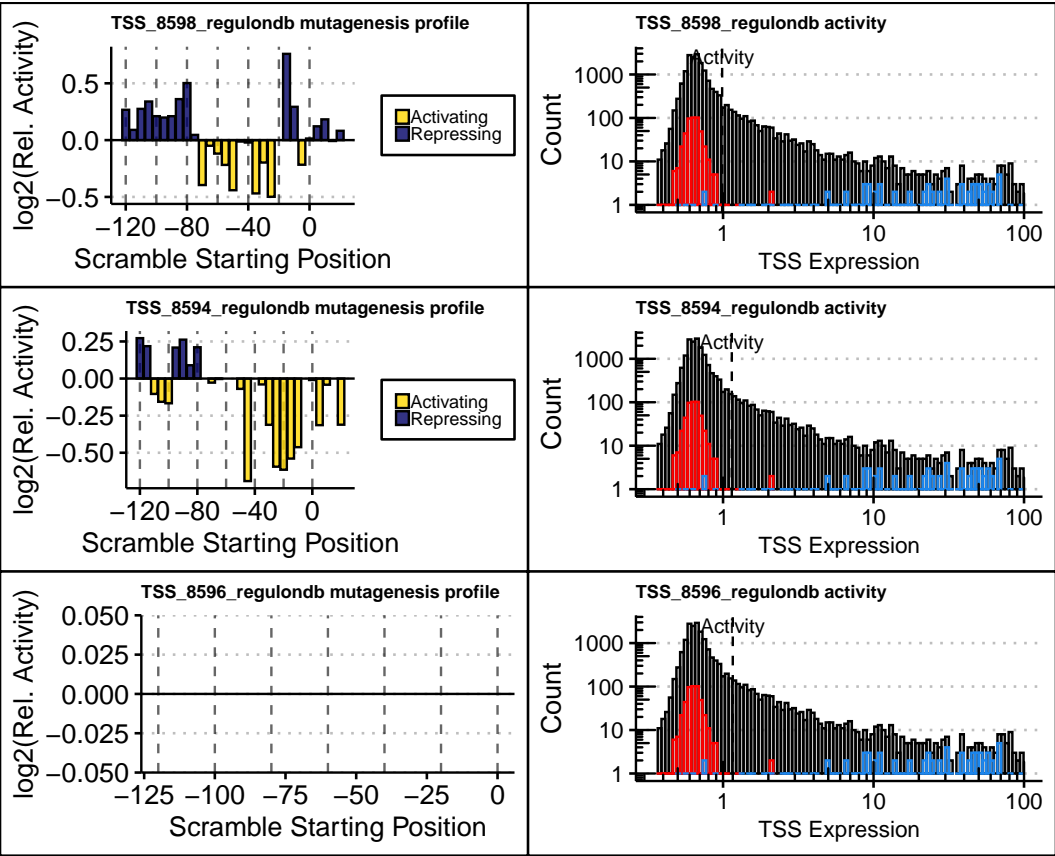 TSS_8598_regulondb mutagenesis profile
log2(Rel. Activity)
0.5
0.0
−0.5
−120 −80 −40 0
Scramble Starting Position
Activating
Repressing
TSS_8598_regulondb activity
Activity
Count
1000
100
10
1
1 10 100
TSS Expression
TSS_8594_regulondb mutagenesis profile
log2(Rel. Activity)
0.25
0.00
−0.25
−0.50
−120 −80 −40 0
Scramble Starting Position
Activating
Repressing
TSS_8594_regulondb activity
Activity
Count
1000
100
10
1
1 10 100
TSS Expression
TSS_8596_regulondb mutagenesis profile
log2(Rel. Activity)
0.050
0.025
0.000
−0.025
−0.050
−125 −100 −75 −50 −25 0
Scramble Starting Position
TSS_8596_regulondb activity
Activity
Count
1000
100
10
1
1 10 100
TSS Expression